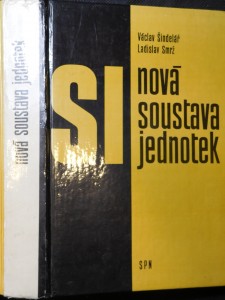 Václav Šindelář
Ladislav Smrž
SI
nová
soustava
jednotek
SPN
nová soustava jednotek